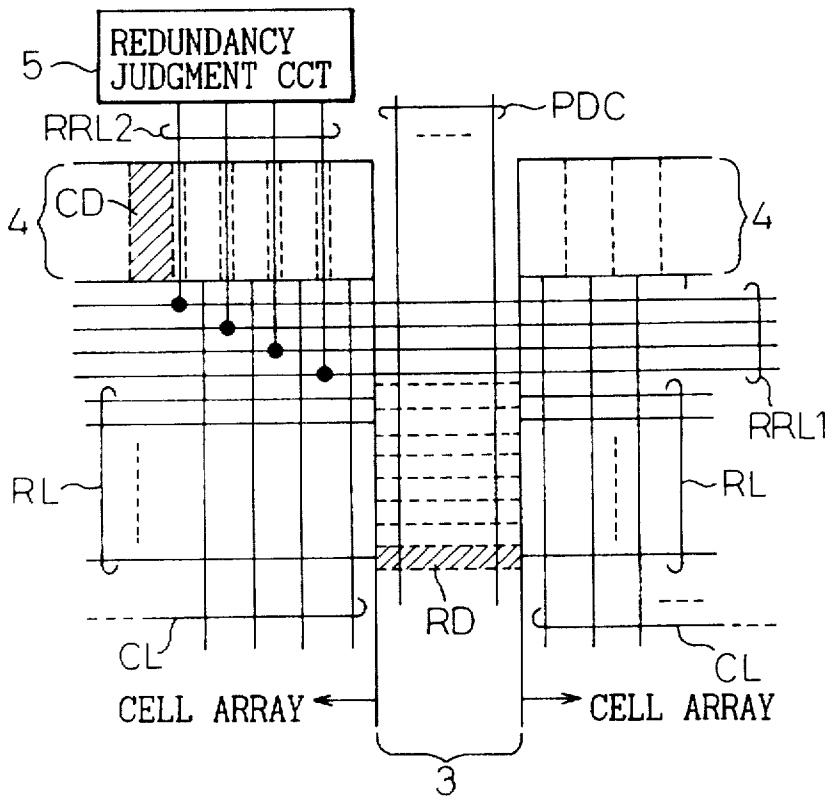 REDUNDANCY
JUDGMENT CCT
5
RRL2
PDC
4
CD
4
RRL1
RL
RL
RD
CL
CL
CELL ARRAY
CELL ARRAY
3